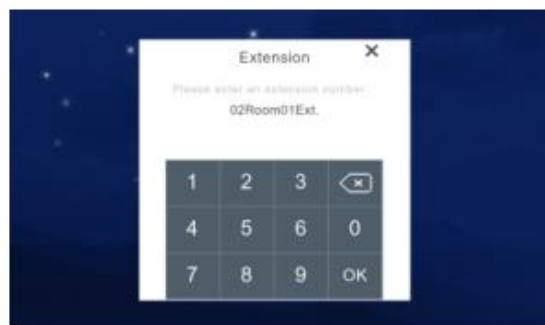 Extension
Please enter an extension number.
02Room01Ext.
1 2 3
4 5 6 0
7 8 9 OK